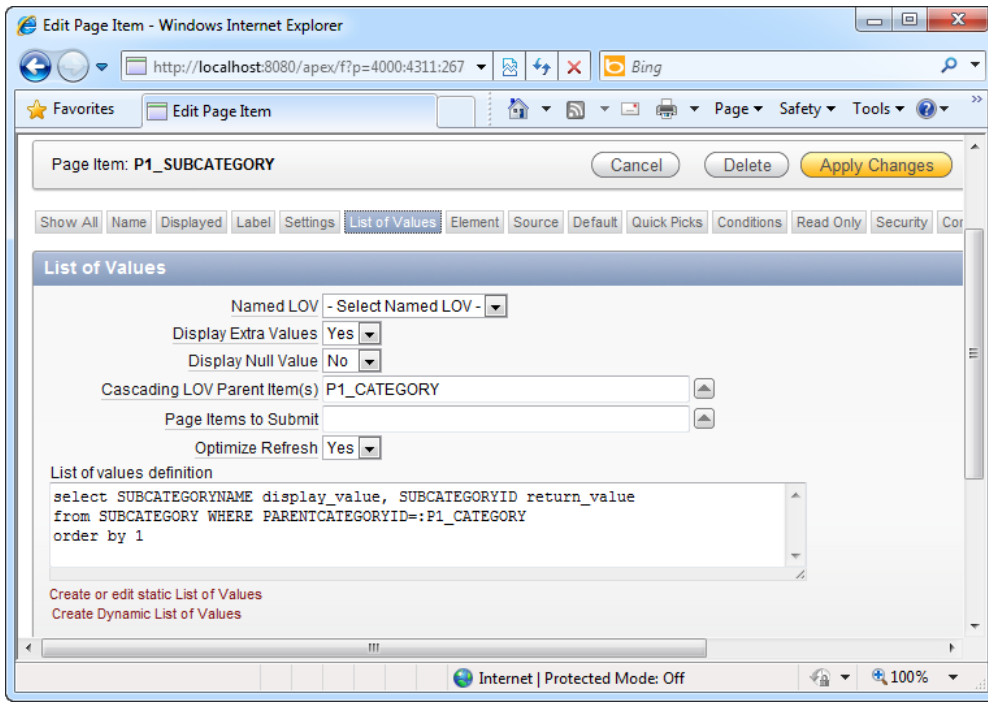 Edit Page Item - Windows Internet Explorer
http://localhost:8080/apex/f?p=4000:4311:267
Bing
Favorites
Edit Page Item
Page
Safety
Tools
Page Item: P1_SUBCATEGORY
Cancel
Delete
Apply Changes
Show All Name Displayed Label Settings List of Values Element Source Default Quick Picks Conditions Read Only Security Cor
List of Values
Named LOV - Select Named LOV -
Display Extra Values Yes
Display Null Value No
Cascading LOV Parent Item(s) P1_CATEGORY
Page Items to Submit
Optimize Refresh Yes
List of values definition
select SUBCATEGORYNAME display_value, SUBCATEGORYID return_value
from SUBCATEGORY WHERE PARENTCATEGORYID=:P1_CATEGORY
order by 1
Create or edit static List of Values
Create Dynamic List of Values
Internet | Protected Mode: Off
100%